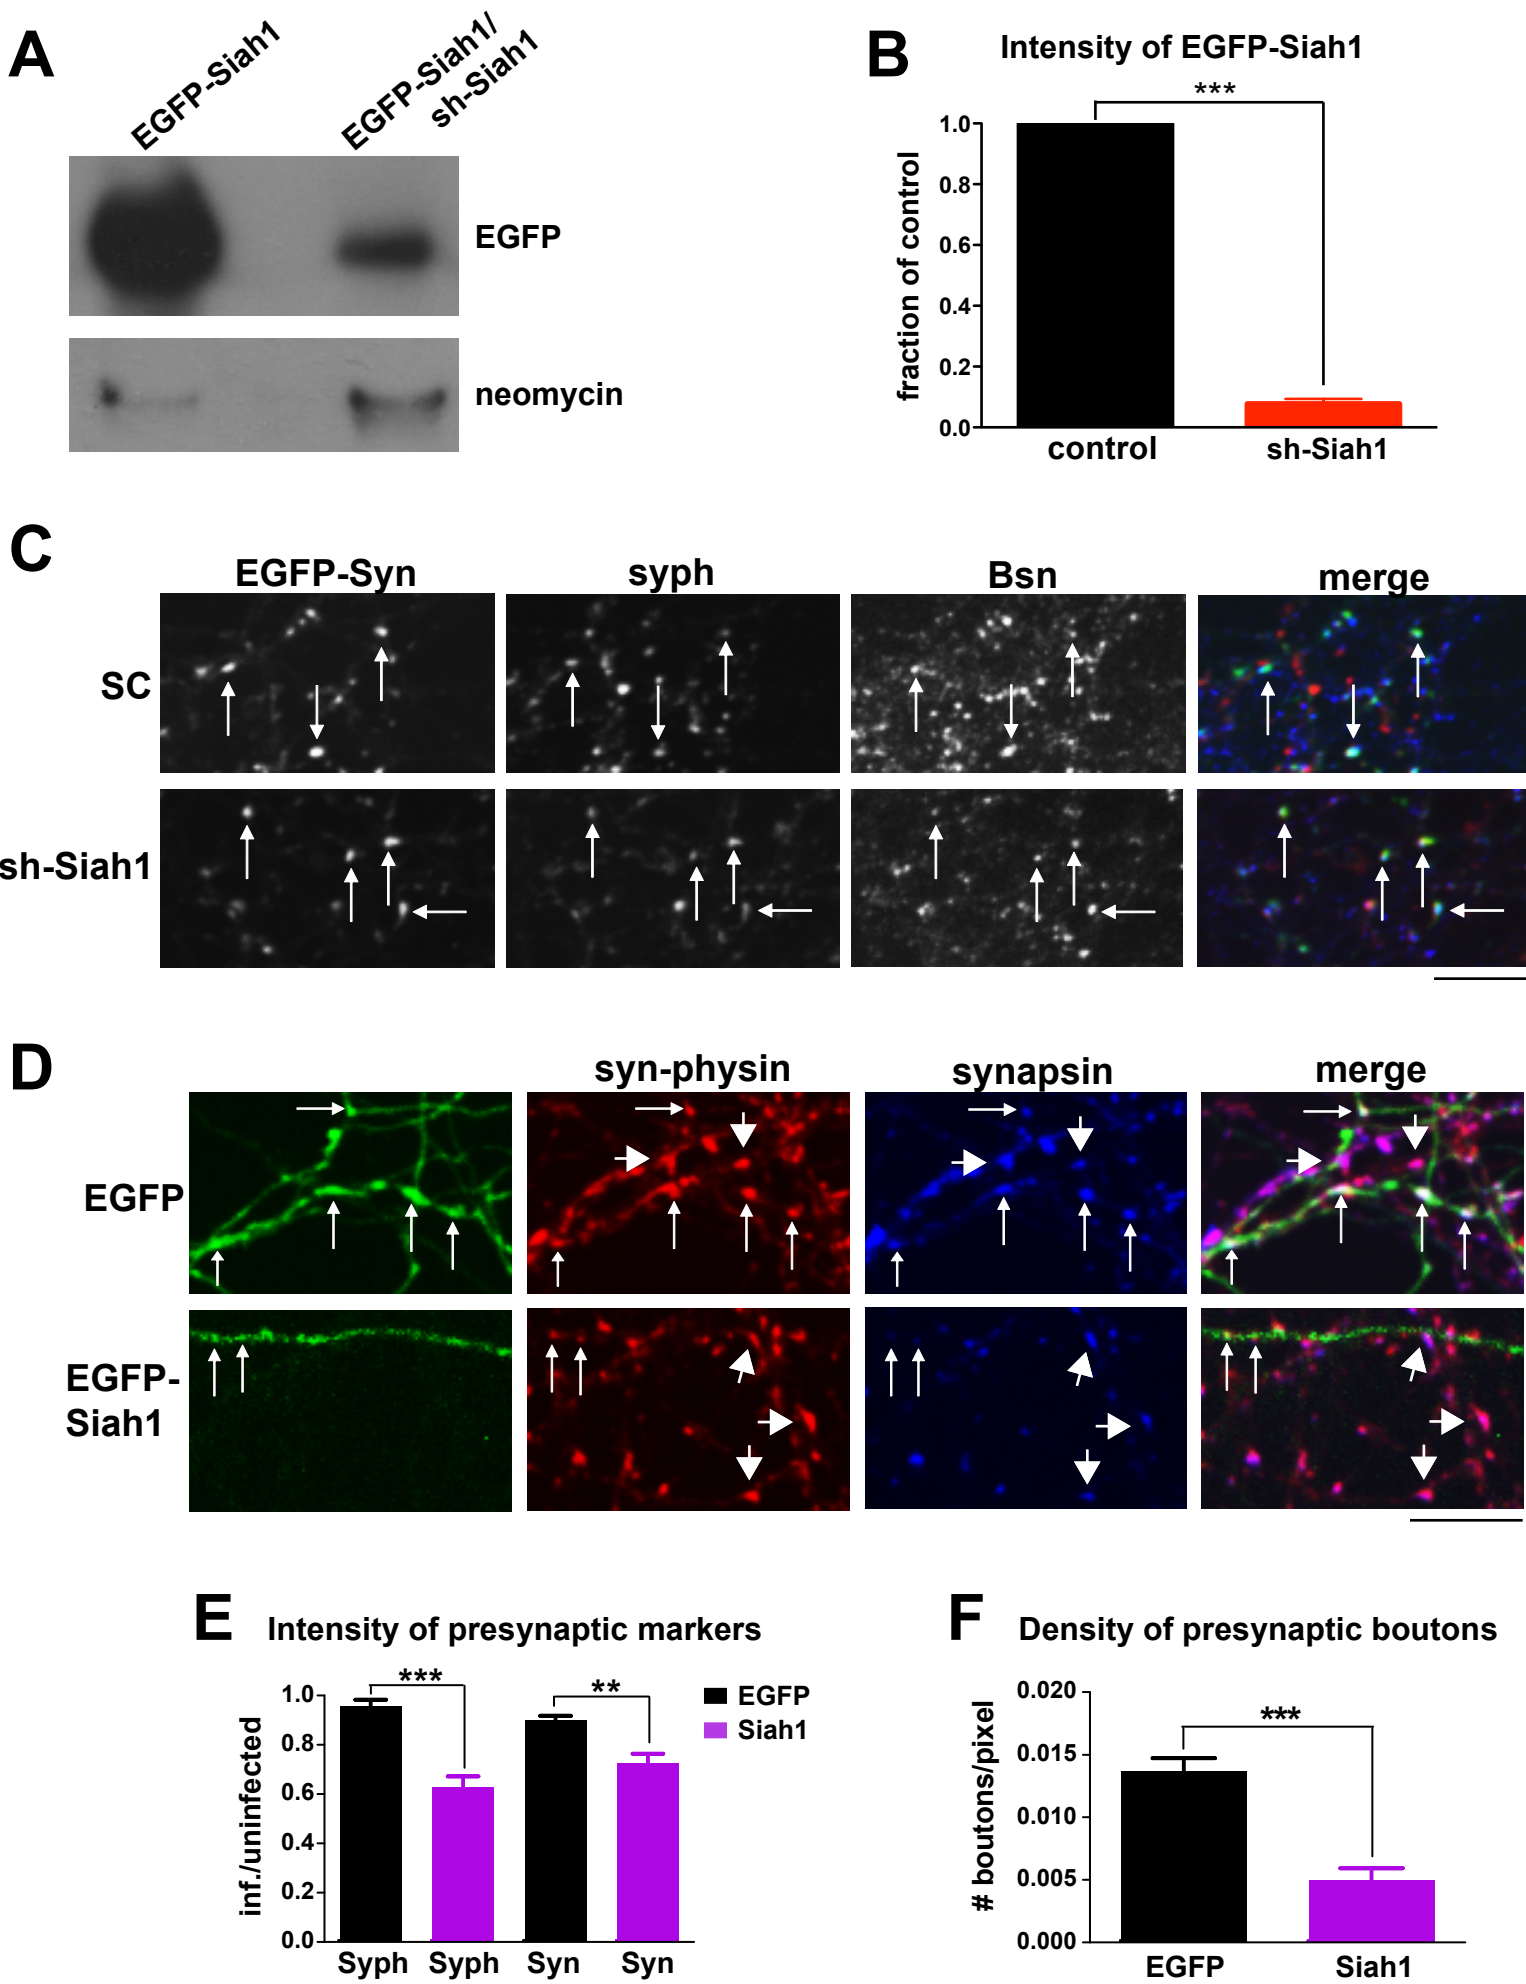 A
EGFP-Siah1
EGFP-Siah1/
sh-Siah1
EGFP
neomycin
B
Intensity of EGFP-Siah1
***
fraction of control
1.0
0.8
0.6
0.4
0.2
0.0
control
sh-Siah1
C
EGFP-Syn
syph
Bsn
merge
SC
sh-Siah1
D
syn-physin
synapsin
merge
EGFP
EGFP-
Siah1
E
Intensity of presynaptic markers
***
**
EGFP
Siah1
inf./uninfected
1.0
0.8
0.6
0.4
0.2
0.0
Syph
Syph
Syn
Syn
F
Density of presynaptic boutons
***
# boutons/pixel
0.020
0.015
0.010
0.005
0.000
EGFP
Siah1